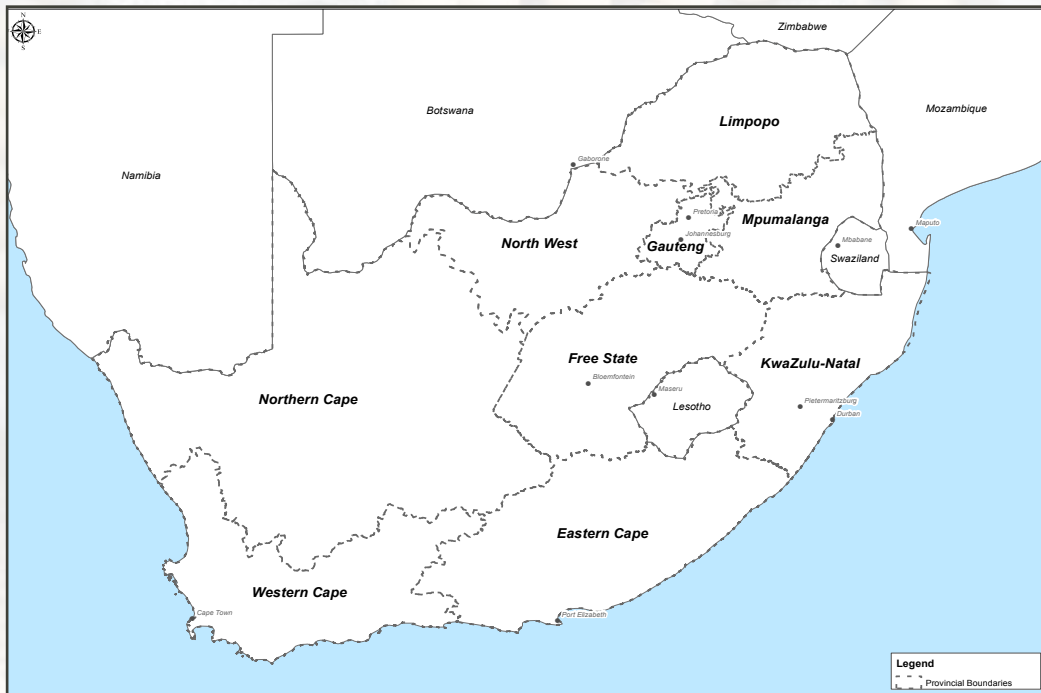 N
E
S
Zimbabwe
Botswana
Mozambique
Limpopo
Gaborone
Namibia
Pretoria
Mpumalanga
Maputo
North West
Johannesburg
Gauteng
Mbabane
Swaziland
Free State
KwaZulu-Natal
Bloemfontein
Maseru
Northern Cape
Lesotho
Pietermaritzburg
Durban
Eastern Cape
Western Cape
Cape Town
Port Elizabeth
Legend
Provincial Boundaries